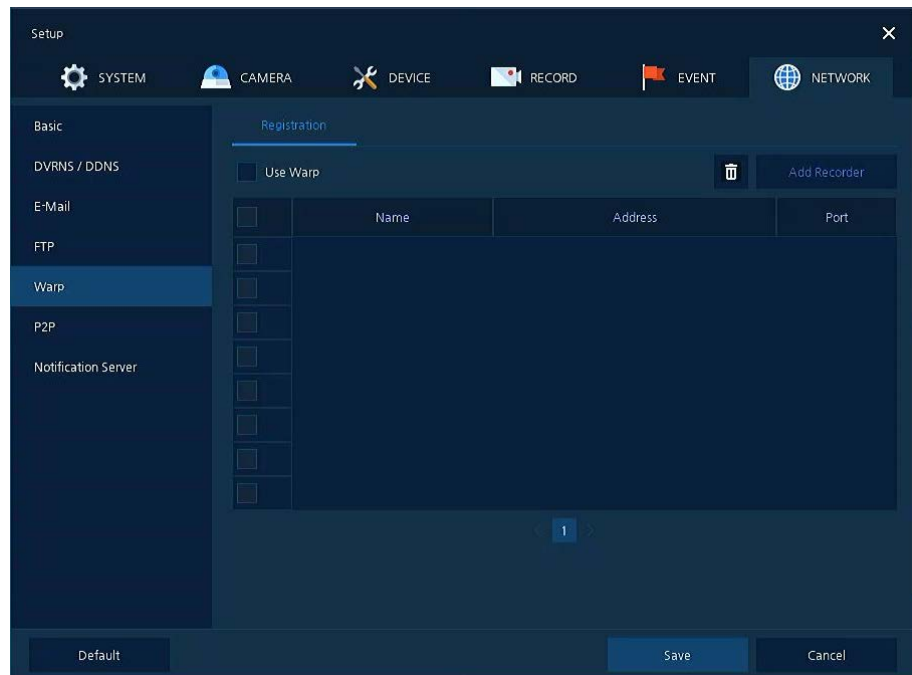 Setup
SYSTEM CAMERA DEVICE RECORD EVENT NETWORK
Basic
DVRNS / DDNS
E-Mail
FTP
Warp
P2P
Notification Server
Registration
Use Warp Add Recorder
Name Address Port
1
Default Save Cancel